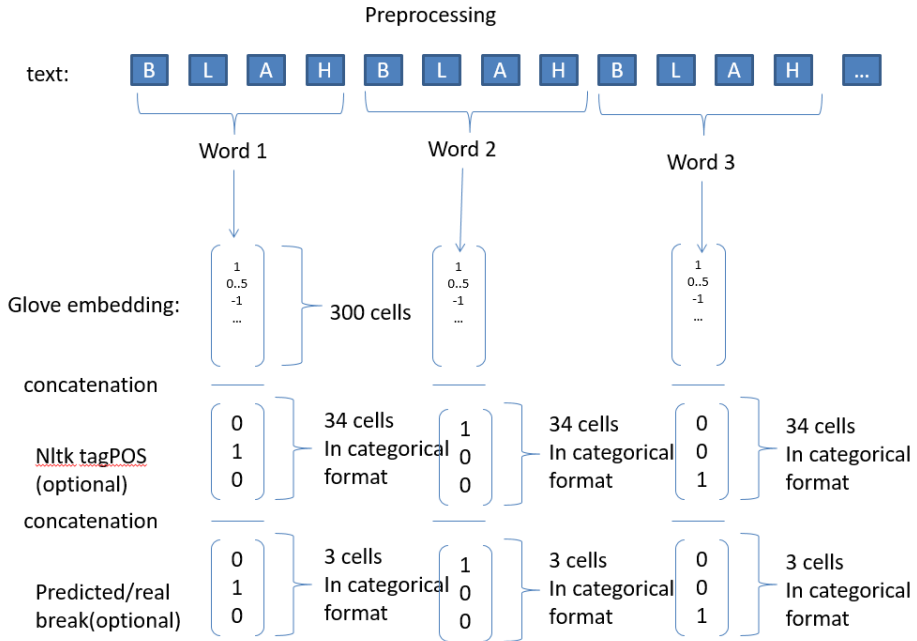 Preprocessing
text: B L A H B L A H B L A H ...
Word 1 Word 2 Word 3
Glove embedding:
1
0..5
-1
...
300 cells
1
0..5
-1
...
1
0..5
-1
...
concatenation
Nltk tagPOS
(optional)
0
1
0
34 cells
In categorical
format
1
0
0
34 cells
In categorical
format
0
0
1
34 cells
In categorical
format
concatenation
Predicted/real
break(optional)
0
1
0
3 cells
In categorical
format
1
0
0
3 cells
In categorical
format
0
0
1
3 cells
In categorical
format